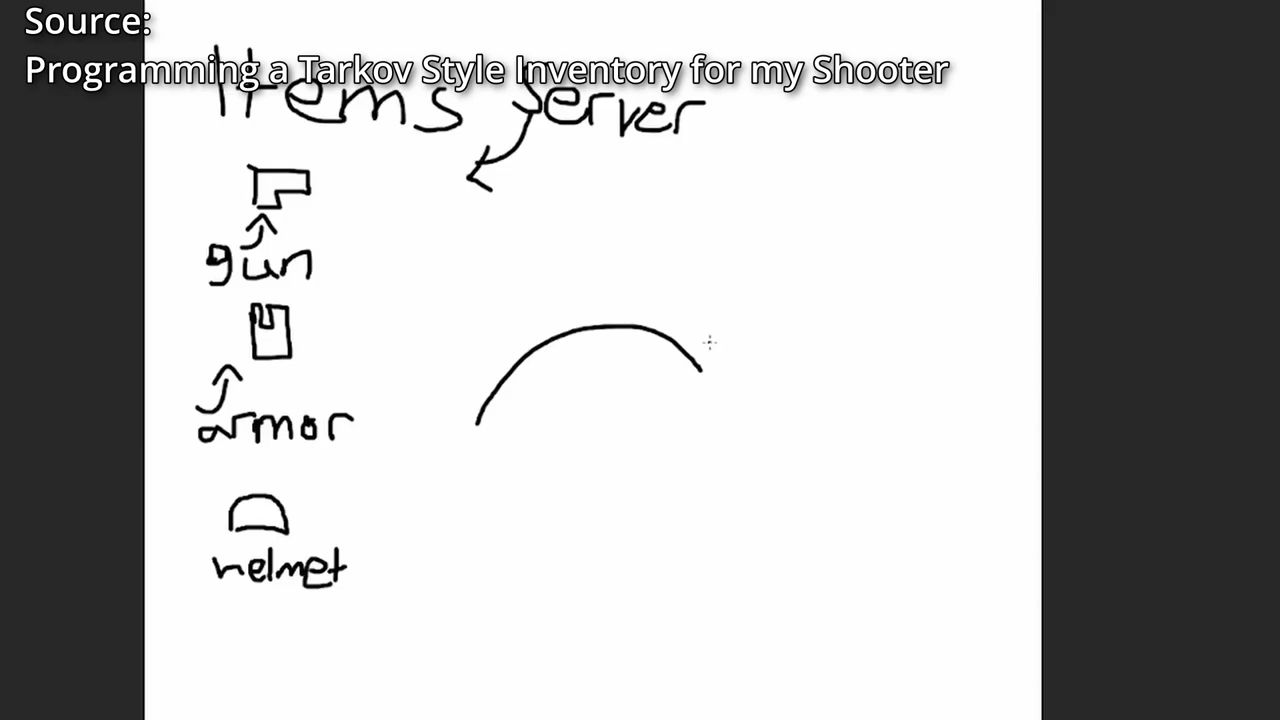 Source:
Programming a Tarkov Style Inventory for my Shooter
Items Server
gun
armor
helmet